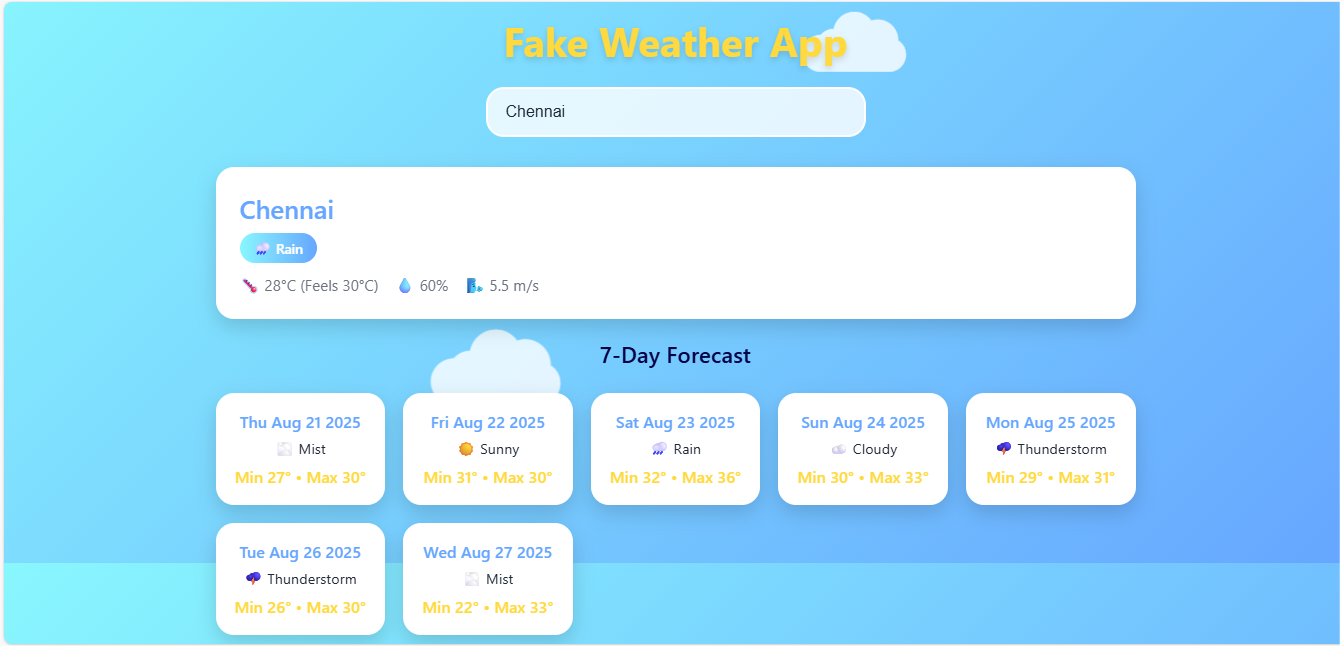 Fake Weather App
Chennai
Chennai
🌧️ Rain
🌡️ 28°C (Feels 30°C) 💧 60% 🌬️ 5.5 m/s
7-Day Forecast
Thu Aug 21 2025
🌫️ Mist
Min 27° • Max 30°
Fri Aug 22 2025
☀️ Sunny
Min 31° • Max 30°
Sat Aug 23 2025
🌧️ Rain
Min 32° • Max 36°
Sun Aug 24 2025
☁️ Cloudy
Min 30° • Max 33°
Mon Aug 25 2025
🌩️ Thunderstorm
Min 29° • Max 31°
Tue Aug 26 2025
🌩️ Thunderstorm
Min 26° • Max 30°
Wed Aug 27 2025
🌫️ Mist
Min 22° • Max 33°